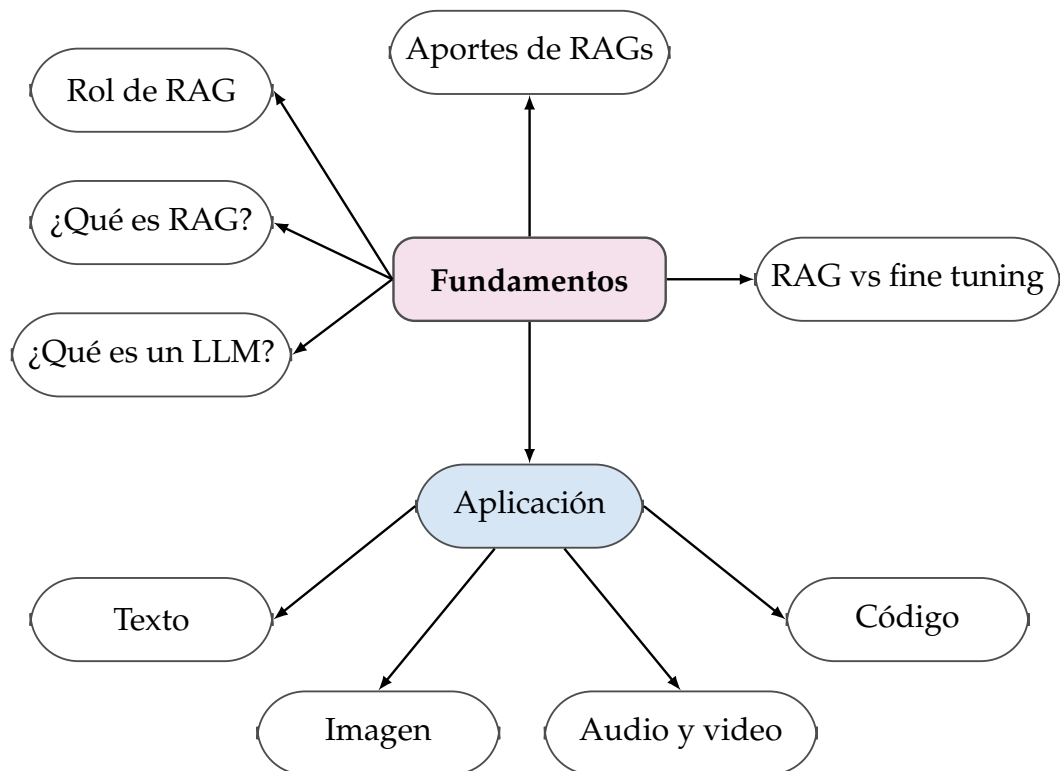 Aportes de RAGs
Rol de RAG
¿Qué es RAG?
Fundamentos
RAG vs fine tuning
¿Qué es un LLM?
Aplicación
Texto
Código
Imagen
Audio y video